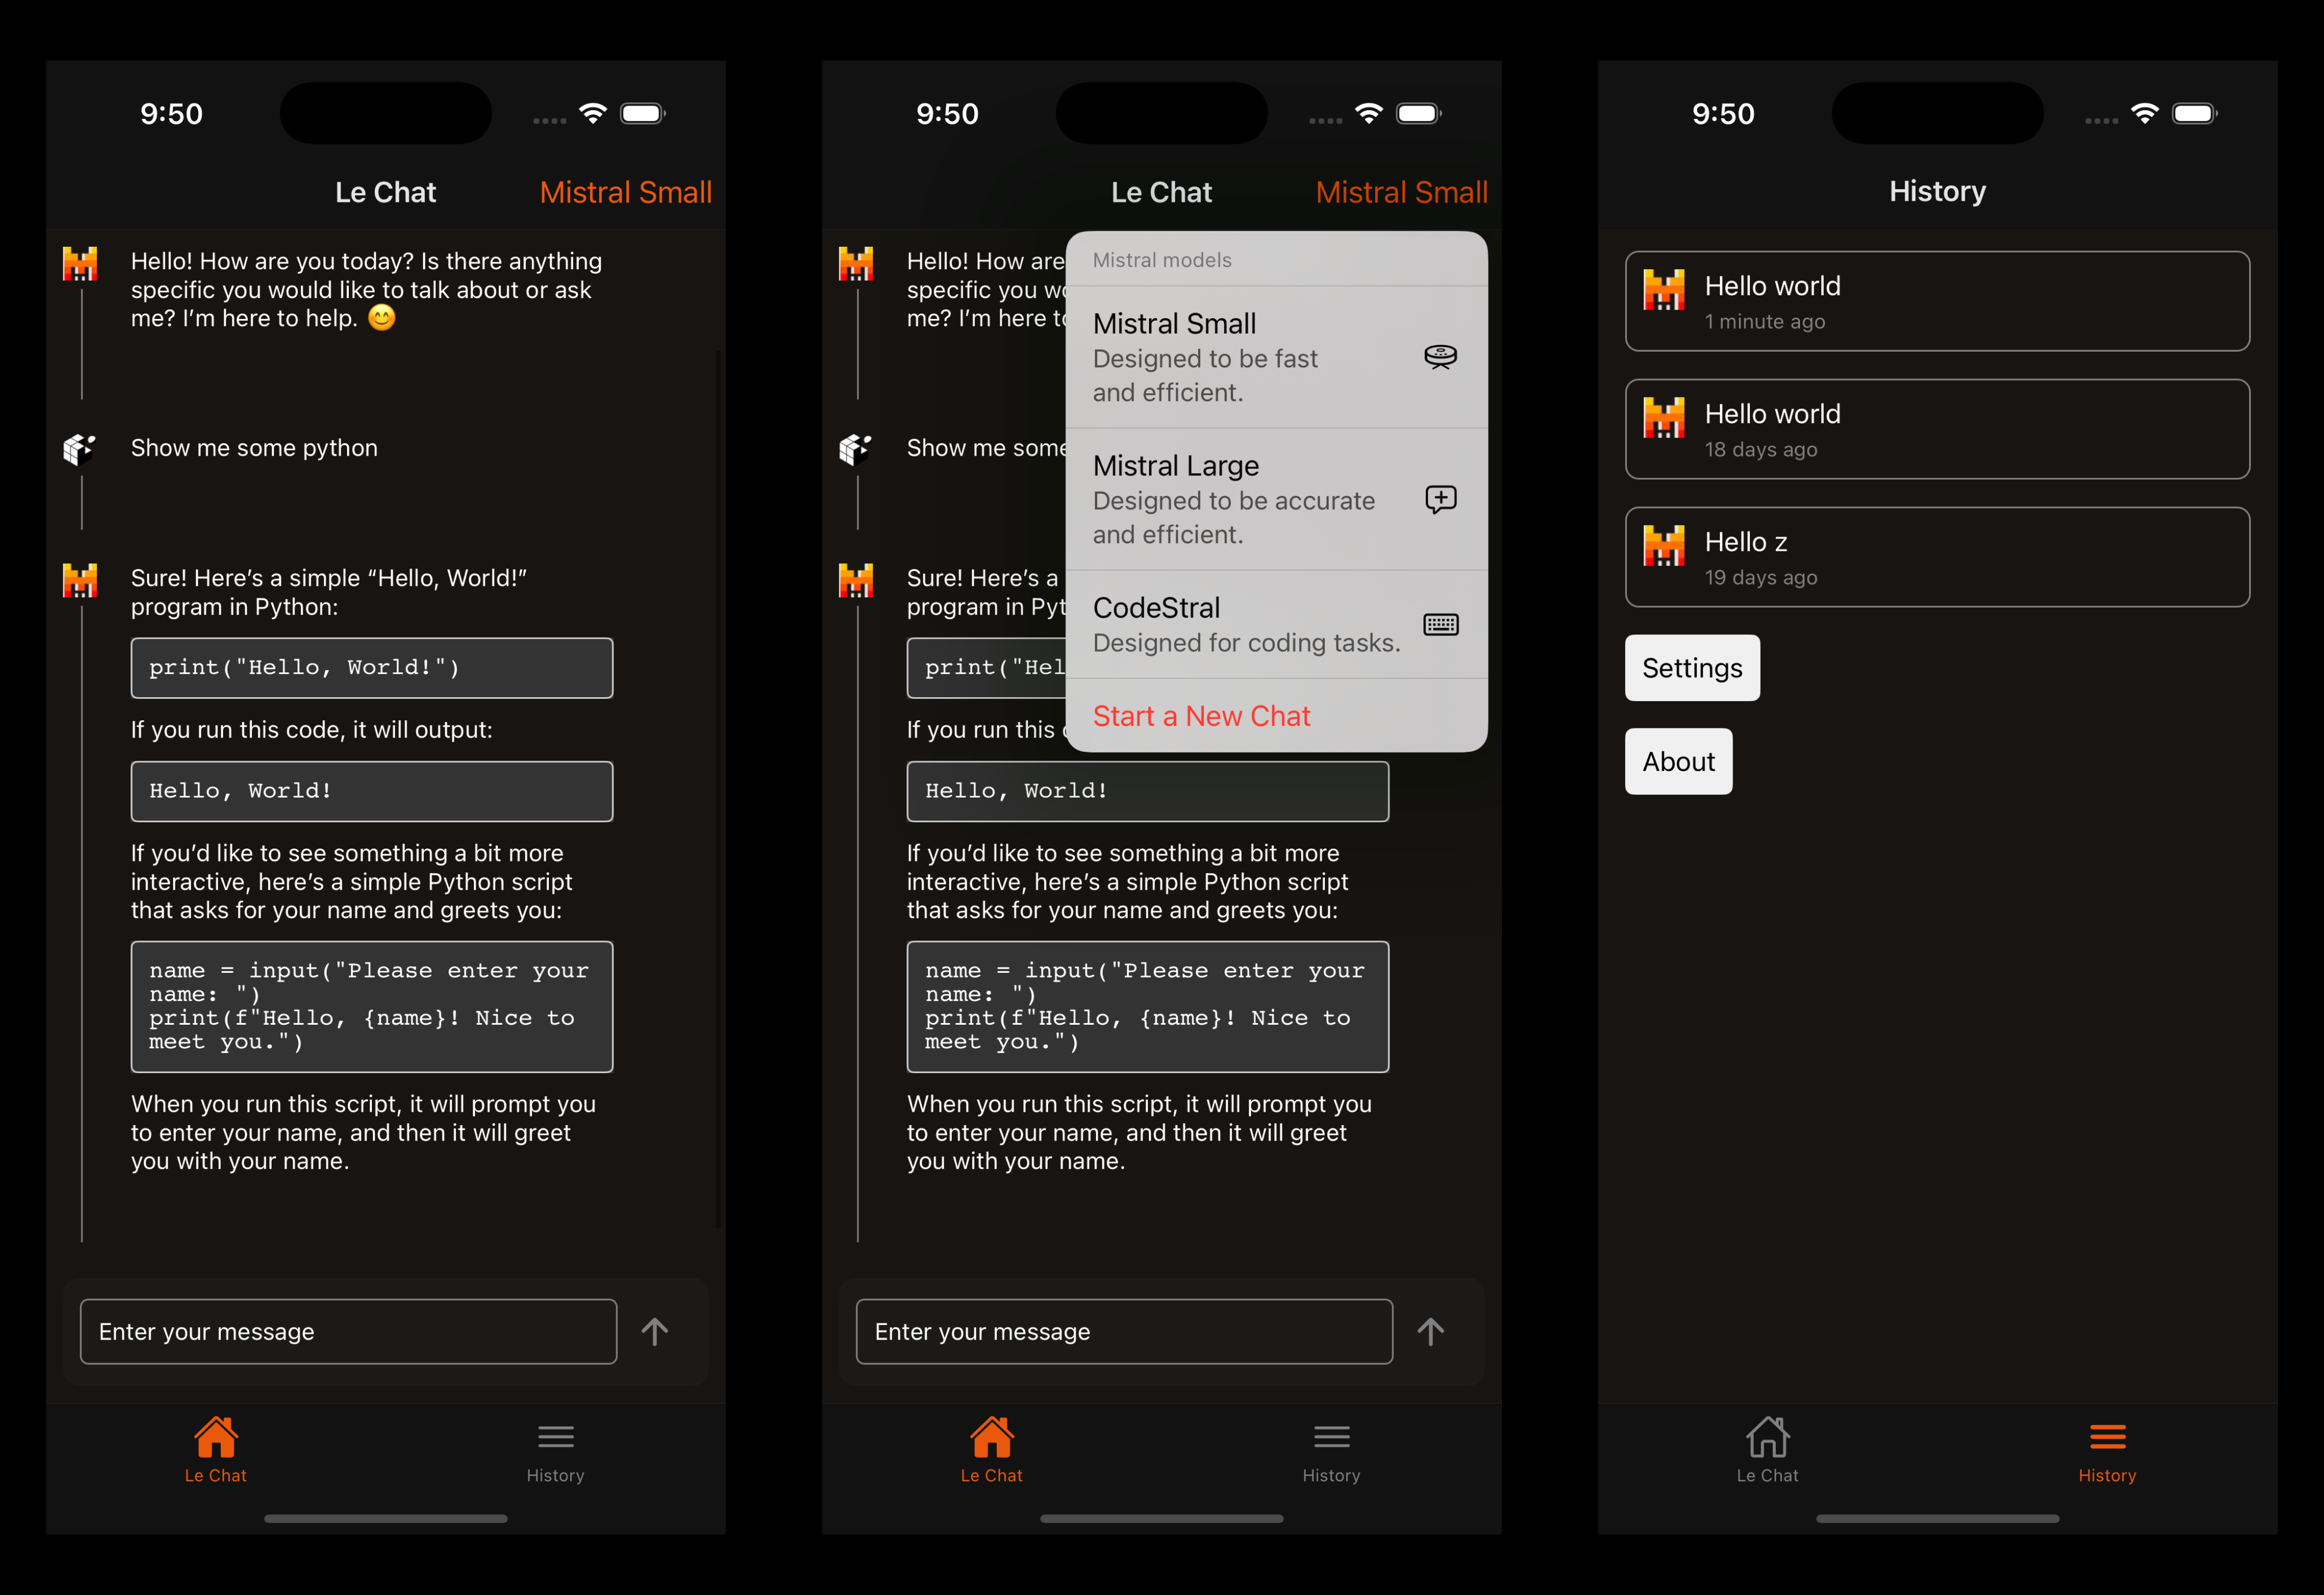 9:50
Le Chat
Mistral Small
Hello! How are you today? Is there anything
specific you would like to talk about or ask
me? I’m here to help. 😊
Show me some python
Sure! Here’s a simple “Hello, World!”
program in Python:
print("Hello, World!")
If you run this code, it will output:
Hello, World!
If you’d like to see something a bit more
interactive, here’s a simple Python script
that asks for your name and greets you:
name = input("Please enter your
name: ")
print(f"Hello, {name}! Nice to
meet you.")
When you run this script, it will prompt you
to enter your name, and then it will greet
you with your name.
Enter your message
Le Chat
History
9:50
Le Chat
Mistral Small
Hello! How are
specific you
me? I’m here
Mistral models
Mistral Small
Designed to be fast
and efficient.
Mistral Large
Designed to be accurate
and efficient.
CodeStral
Designed for coding tasks.
Start a New Chat
Show me some
Sure! Here’s a
program in
print("Hel
If you run this
Hello, World!
If you’d like to see something a bit more
interactive, here’s a simple Python script
that asks for your name and greets you:
name = input("Please enter your
name: ")
print(f"Hello, {name}! Nice to
meet you.")
When you run this script, it will prompt you
to enter your name, and then it will greet
you with your name.
Enter your message
Le Chat
History
9:50
History
Hello world
1 minute ago
Hello world
18 days ago
Hello z
19 days ago
Settings
About
Le Chat
History